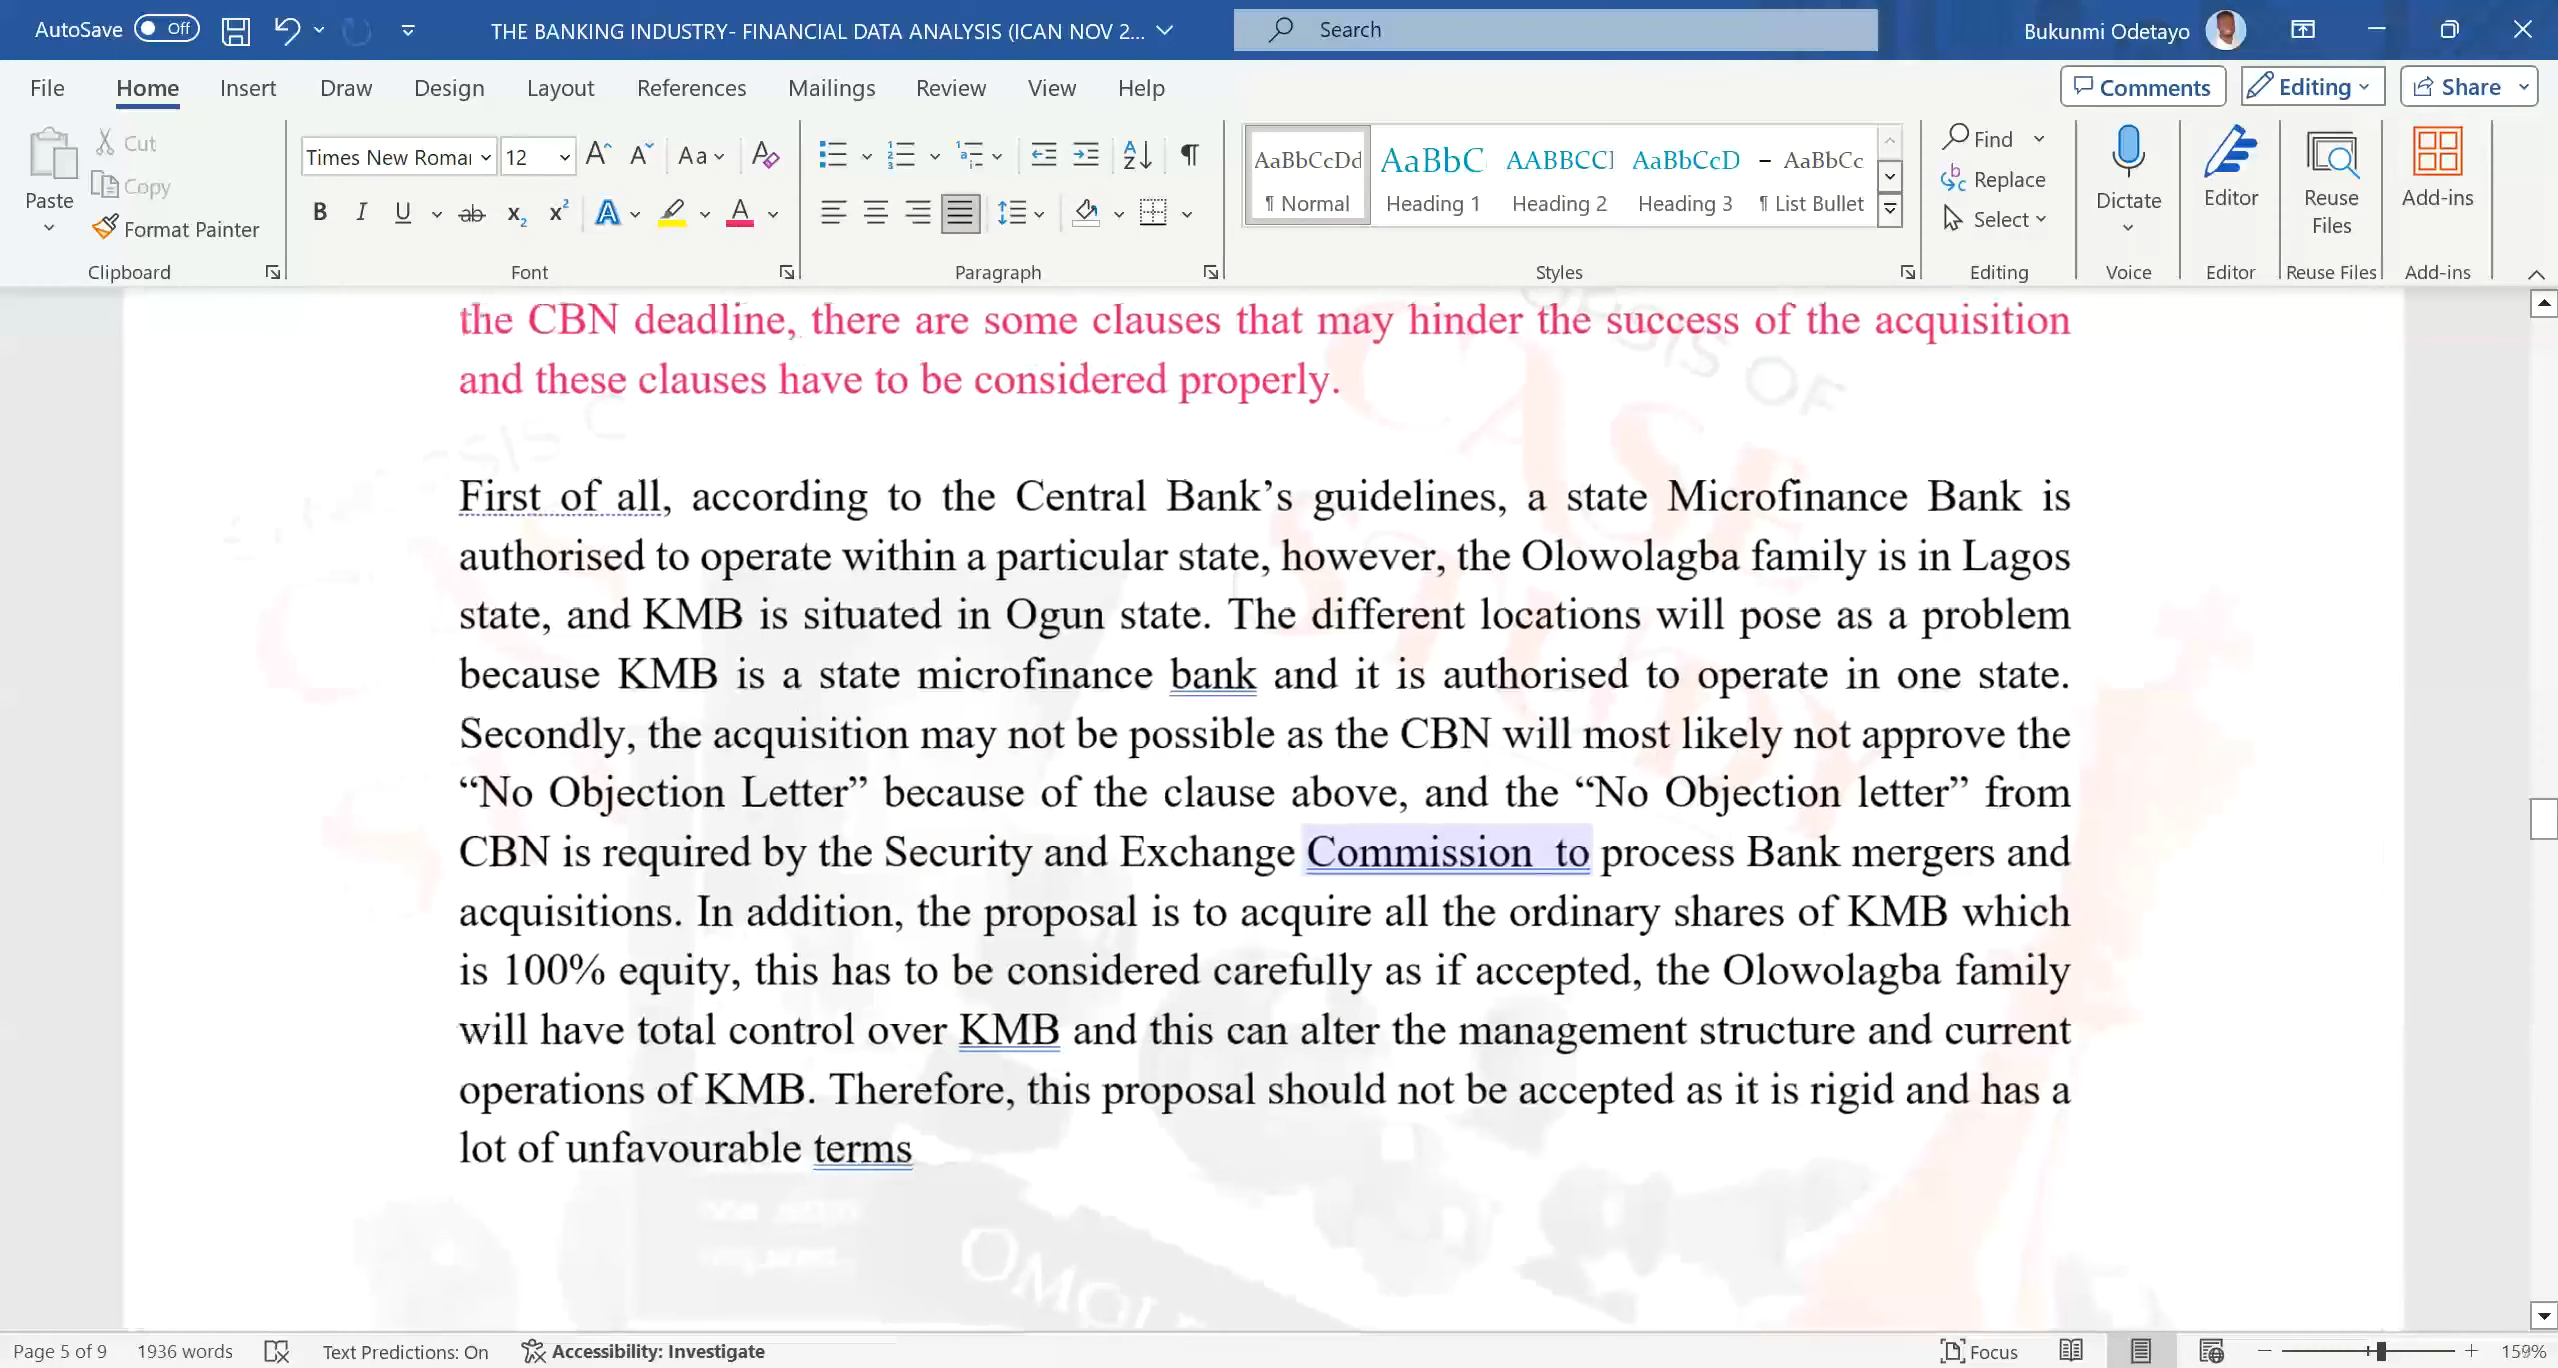 AutoSave Off THE BANKING INDUSTRY- FINANCIAL DATA ANALYSIS (ICAN NOV 2... Search Bukunmi Odetayo
File Home Insert Draw Design Layout References Mailings Review View Help Comments Editing Share
Paste Cut Copy Format Painter Clipboard
Times New Romar 12 Aa Font
Paragraph
AaBbCcDd AaBbC AABBCCI AaBbCcD AaBbCc
¶ Normal Heading 1 Heading 2 Heading 3 ¶ List Bullet
Styles
Find Replace Select Editing
Dictate Voice
Editor Editor
Reuse Files Reuse Files
Add-ins Add-ins
the CBN deadline, there are some clauses that may hinder the success of the acquisition
and these clauses have to be considered properly.
First of all, according to the Central Bank’s guidelines, a state Microfinance Bank is
authorised to operate within a particular state, however, the Olowolagba family is in Lagos
state, and KMB is situated in Ogun state. The different locations will pose as a problem
because KMB is a state microfinance bank and it is authorised to operate in one state.
Secondly, the acquisition may not be possible as the CBN will most likely not approve the
“No Objection Letter” because of the clause above, and the “No Objection letter” from
CBN is required by the Security and Exchange Commission to process Bank mergers and
acquisitions. In addition, the proposal is to acquire all the ordinary shares of KMB which
is 100% equity, this has to be considered carefully as if accepted, the Olowolagba family
will have total control over KMB and this can alter the management structure and current
operations of KMB. Therefore, this proposal should not be accepted as it is rigid and has a
lot of unfavourable terms
CASE
STUDY
Page 5 of 9 1936 words Text Predictions: On Accessibility: Investigate Focus 159%